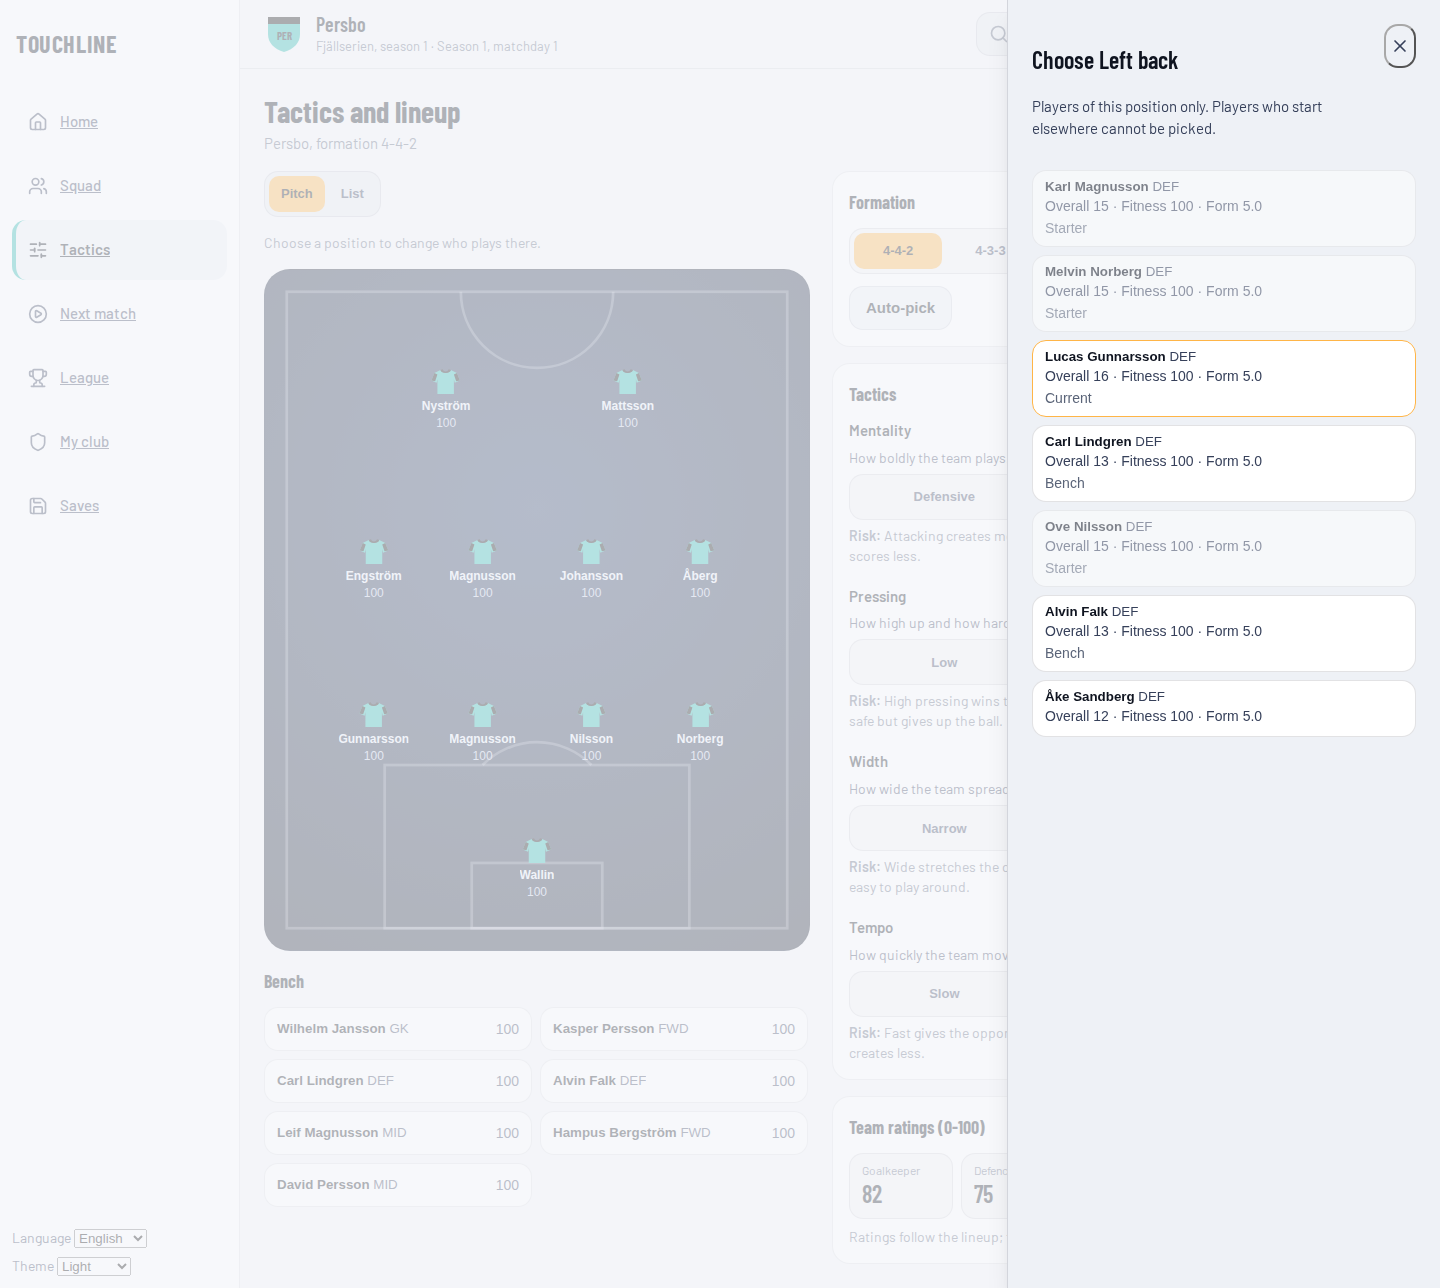 TOUCHLINE
Home
Squad
Tactics
Next match
League
My club
Saves
Language English
Theme Light
PER
Persbo
Fjällserien, season 1 · Season 1, matchday 1
Tactics and lineup
Persbo, formation 4-4-2
Pitch List
Choose a position to change who plays there.
Nyström Mattsson
100 100
Engström Magnusson Johansson Åberg
100 100 100 100
Gunnarsson Magnusson Nilsson Norberg
100 100 100 100
Wallin
100
Bench
Wilhelm Jansson GK 100 Kasper Persson FWD 100
Carl Lindgren DEF 100 Alvin Falk DEF 100
Leif Magnusson MID 100 Hampus Bergström FWD 100
David Persson MID 100
Formation
4-4-2 4-3-3
Auto-pick
Tactics
Mentality
How boldly the team plays
Defensive
Risk: Attacking creates
scores less.
Pressing
How high up and how
Low
Risk: High pressing wins
safe but gives up the ball.
Width
How wide the team
Narrow
Risk: Wide stretches the
easy to play around.
Tempo
How quickly the team
Slow
Risk: Fast gives the
creates less.
Team ratings (0-100)
Goalkeeper
82 75
Ratings follow the lineup;
Choose Left back
Players of this position only. Players who start
elsewhere cannot be picked.
Karl Magnusson DEF
Overall 15 · Fitness 100 · Form 5.0
Starter
Melvin Norberg DEF
Overall 15 · Fitness 100 · Form 5.0
Starter
Lucas Gunnarsson DEF
Overall 16 · Fitness 100 · Form 5.0
Current
Carl Lindgren DEF
Overall 13 · Fitness 100 · Form 5.0
Bench
Ove Nilsson DEF
Overall 15 · Fitness 100 · Form 5.0
Starter
Alvin Falk DEF
Overall 13 · Fitness 100 · Form 5.0
Bench
Åke Sandberg DEF
Overall 12 · Fitness 100 · Form 5.0